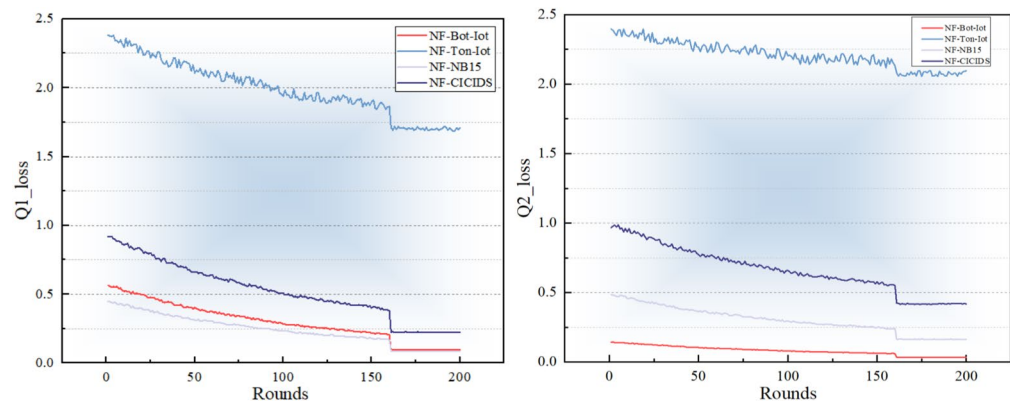 2.5
2.0
1.5
1.0
0.5
0.0
Q1_loss
0
50
100
150
200
Rounds
NF-Bot-Iot
NF-Ton-Iot
NF-NB15
NF-CICIDS
2.5
2.0
1.5
1.0
0.5
0.0
Q2_loss
0
50
100
150
200
Rounds
NF-Bot-Iot
NF-Ton-Iot
NF-NB15
NF-CICIDS